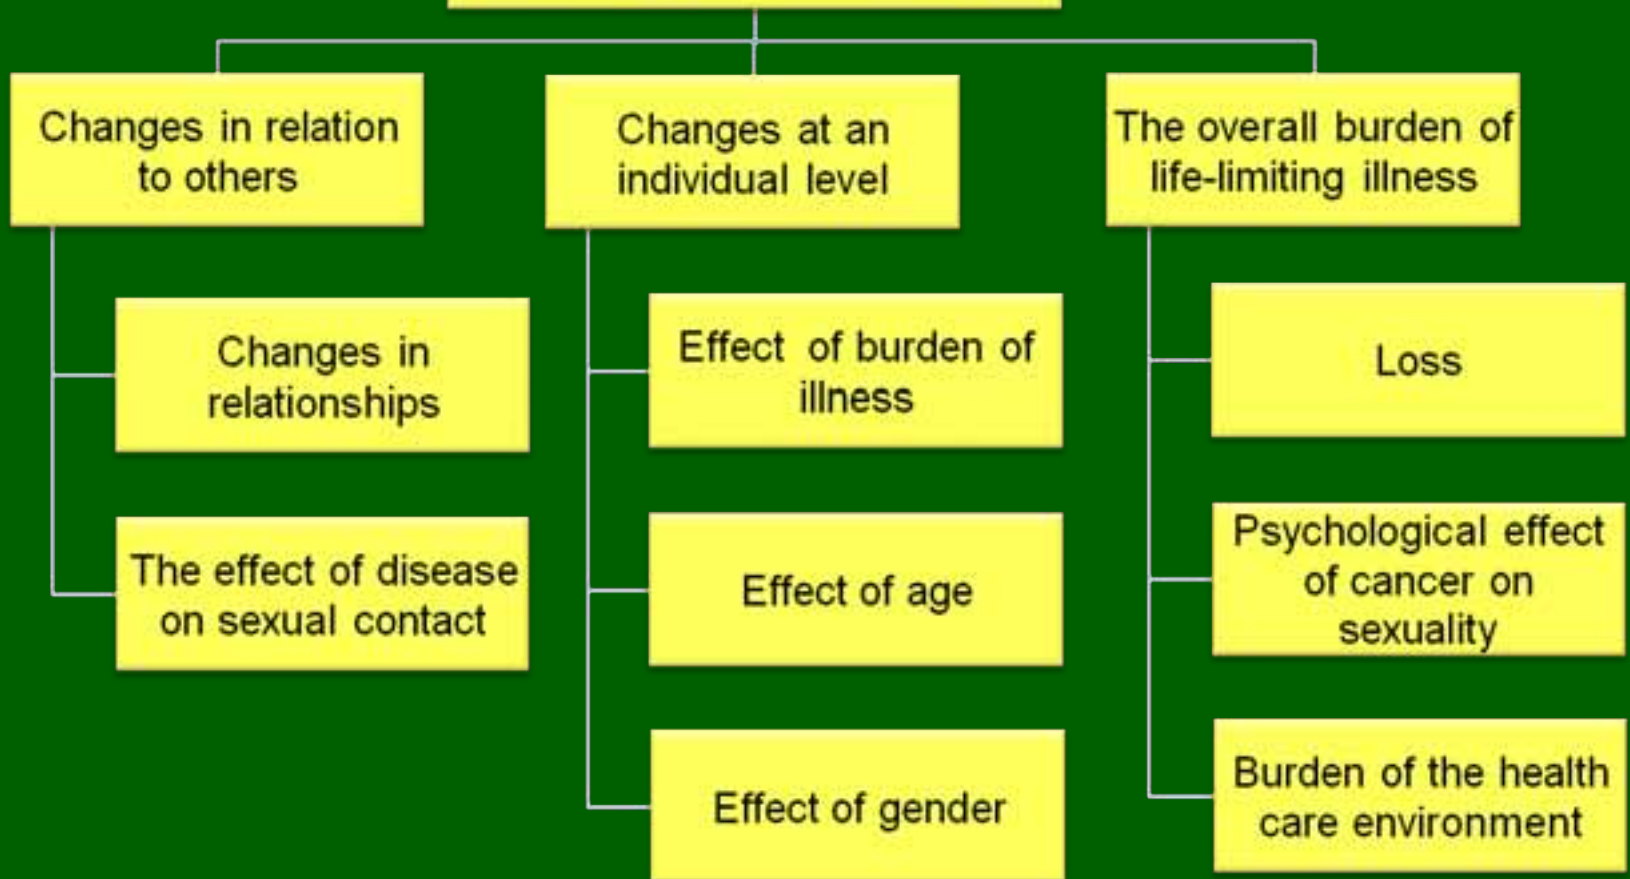 Changes in relation
to others
Changes in
relationships
The effect of disease
on sexual contact
Changes at an
individual level
Effect of burden of
illness
Effect of age
Effect of gender
The overall burden of
life-limiting illness
Loss
Psychological effect
of cancer on
sexuality
Burden of the health
care environment